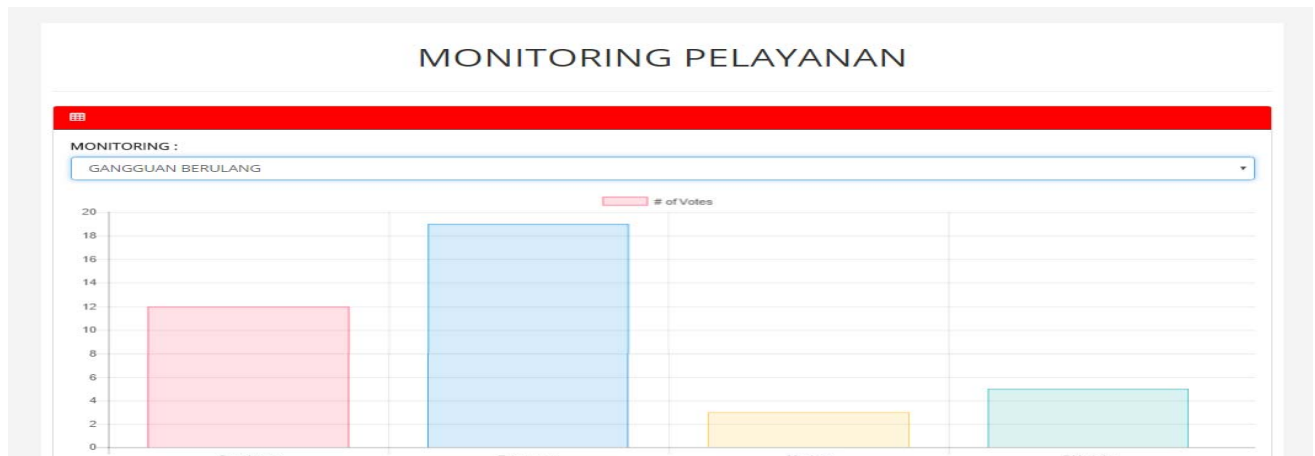 MONITORING PELAYANAN
MONITORING :
GANGGUAN BERULANG
# of Votes
20
18
16
14
12
10
8
6
4
2
0